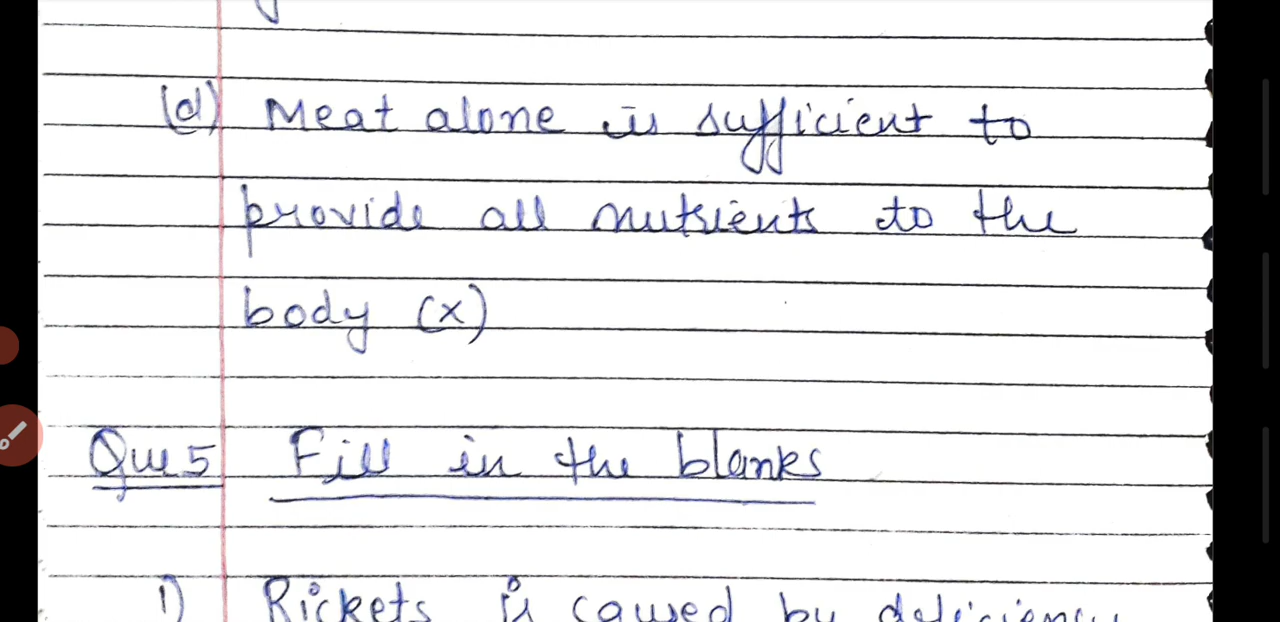 (d) Meat alone is sufficient to
provide all nutrients to the
body (x)
Que 5 Fill in the blanks
1) Rickets is caused by deficiency